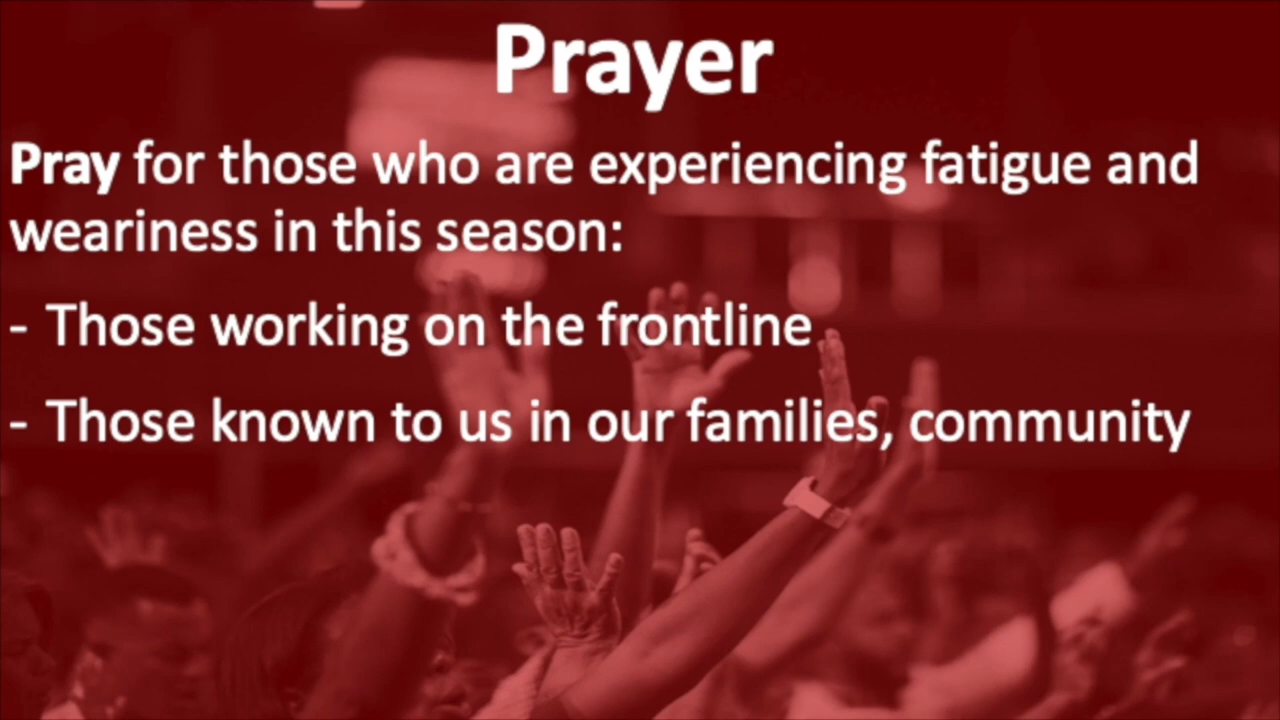 Prayer
Pray for those who are experiencing fatigue and
weariness in this season:
- Those working on the frontline
- Those known to us in our families, community